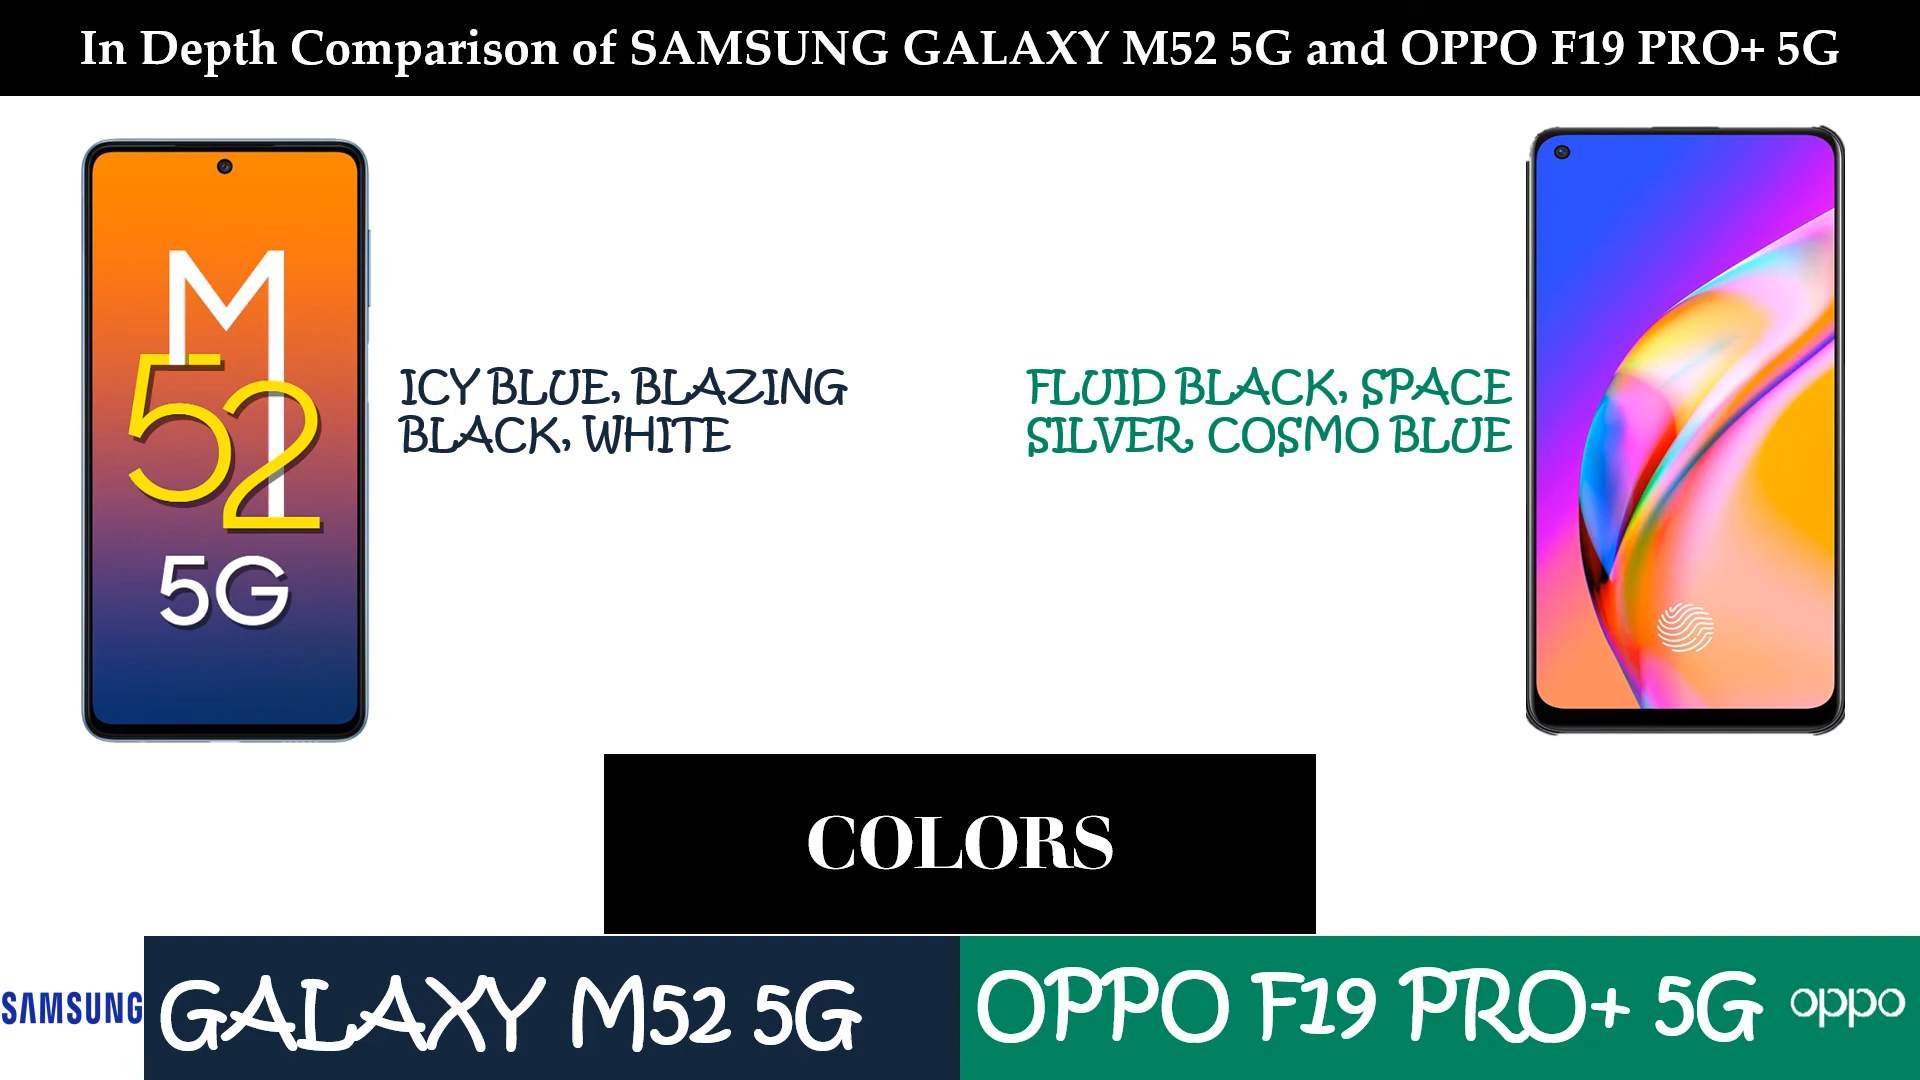 In Depth Comparison of SAMSUNG GALAXY M52 5G and OPPO F19 PRO+ 5G
M
52
5G
ICY BLUE, BLAZING
BLACK, WHITE
FLUID BLACK, SPACE
SILVER, COSMO BLUE
COLORS
SAMSUNG
GALAXY M52 5G
OPPO F19 PRO+ 5G
oppo